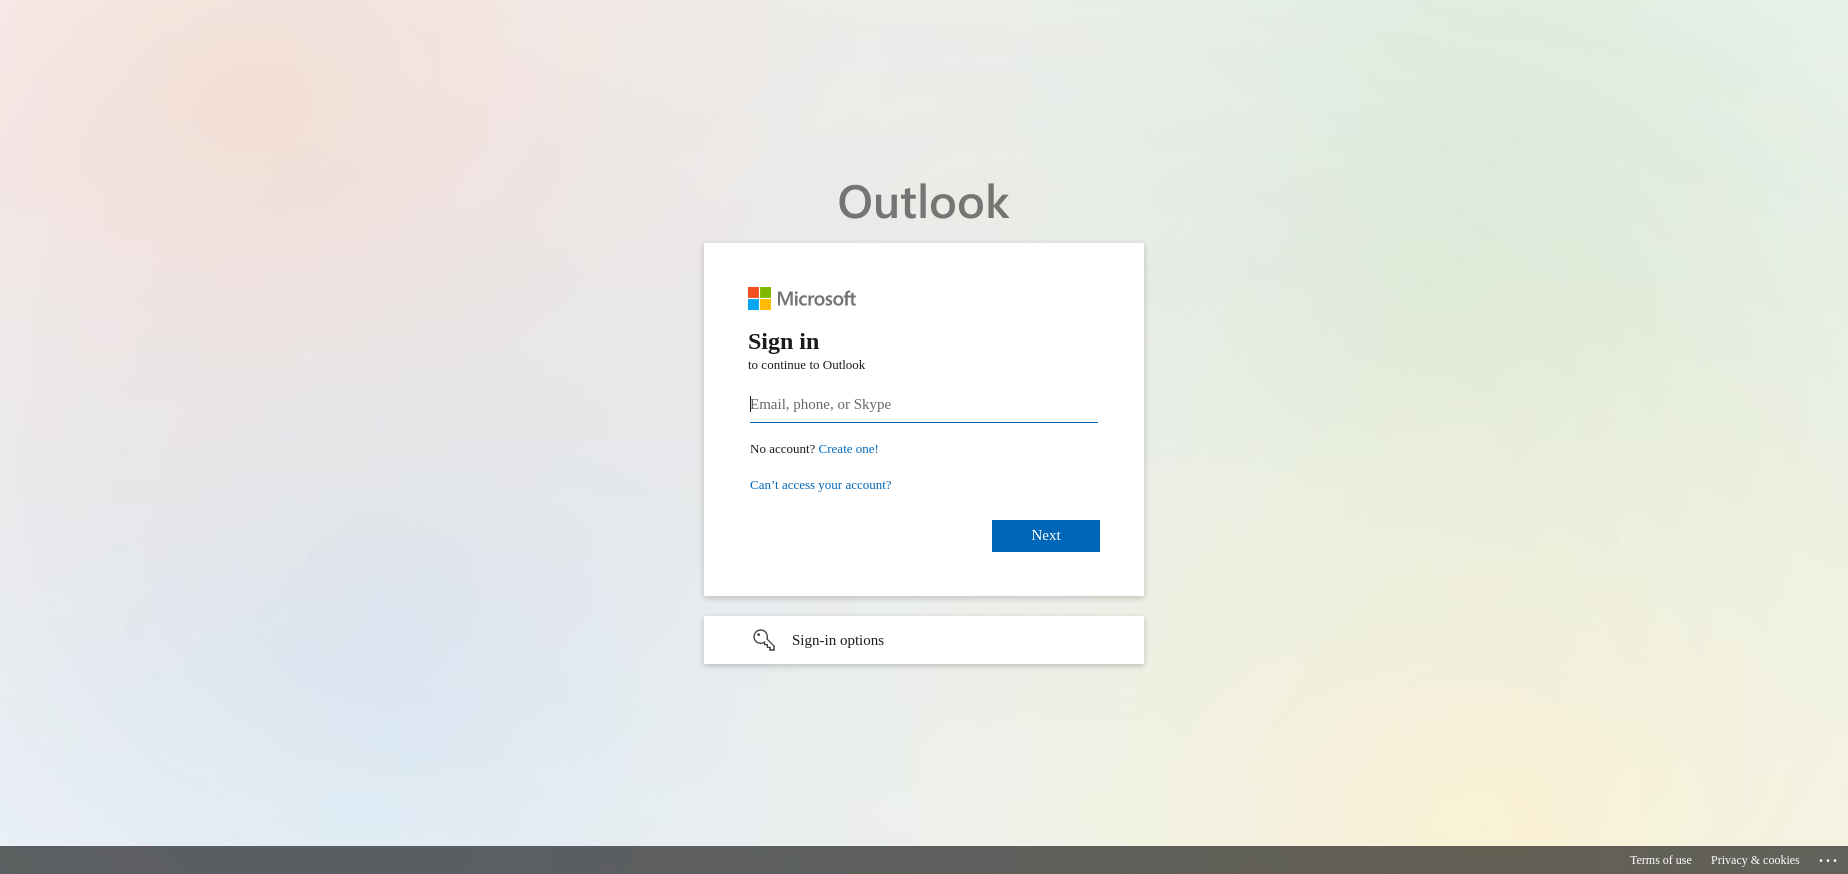 Outlook
Microsoft
Sign in
to continue to Outlook
Email, phone, or Skype
No account? Create one!
Can’t access your account?
Next
Sign-in options
Terms of use Privacy & cookies ...